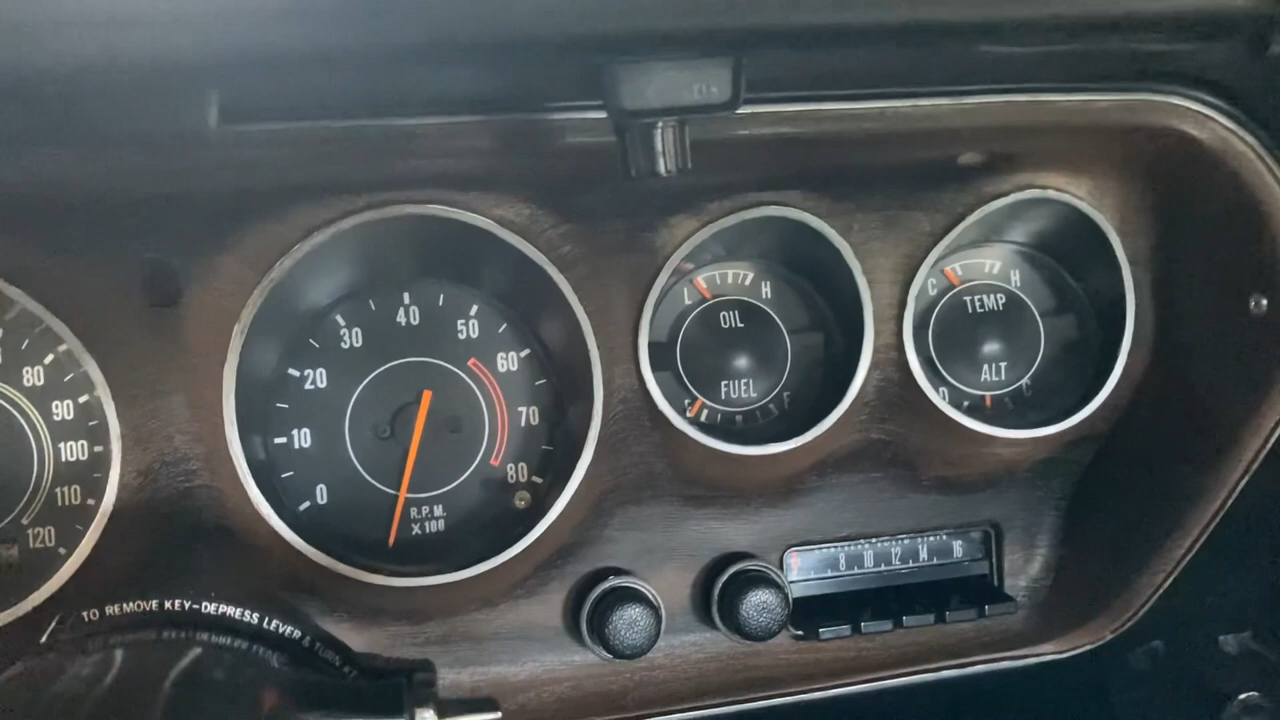 80
90
100
110
120
0
10
20
30
40
50
60
70
80
R.P.M.
X 100
L H
OIL
FUEL
E F
C H
TEMP
ALT
D C
8 10 12 14 16
TO REMOVE KEY-DEPRESS LEVER & TURN